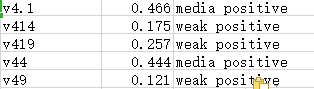 v4.1 0.466 media positive
v414 0.175 weak positive
v419 0.257 weak positive
v44 0.444 media positive
v49 0.121 weak positive